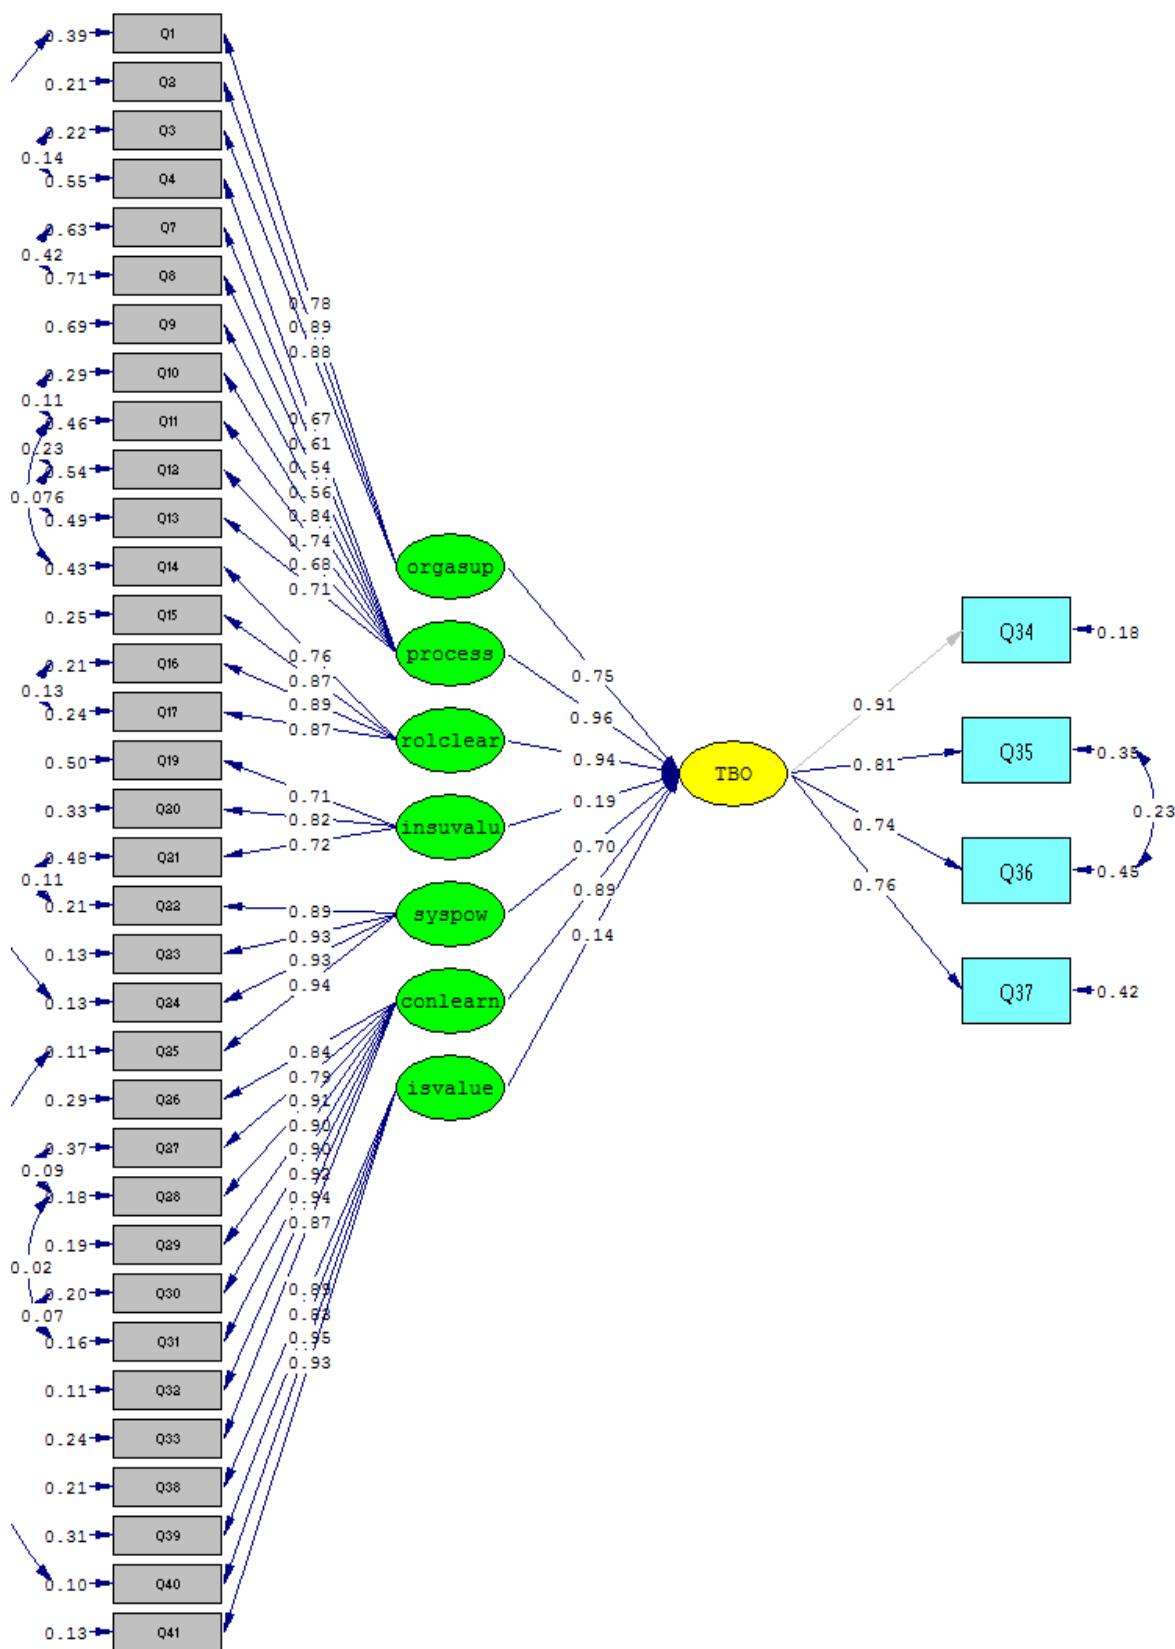 0.39 Q1
0.21 Q2
0.22 Q3
0.14
0.55 Q4
0.63 Q7
0.42
0.71 Q8
0.69 Q9
0.29 Q10
0.11
0.46 Q11
0.23
0.54 Q12
0.076
0.49 Q13
0.43 Q14
0.25 Q15
0.21 Q16
0.13
0.24 Q17
0.50 Q19
0.33 Q20
0.48 Q21
0.11
0.21 Q22
0.13 Q23
0.13 Q24
0.11 Q25
0.29 Q26
0.37 Q27
0.09
0.18 Q28
0.19 Q29
0.02
0.20 Q30
0.07
0.16 Q31
0.11 Q32
0.24 Q33
0.21 Q38
0.31 Q39
0.10 Q40
0.13 Q41
0.78
0.89
0.88
0.67
0.61
0.54
0.56
0.84
0.74
0.68
0.71
0.76
0.87
0.89
0.87
0.71
0.82
0.72
0.89
0.93
0.93
0.94
0.84
0.79
0.91
0.90
0.90
0.92
0.94
0.87
0.89
0.83
0.95
0.93
orgasup
process
rolclear
insuvalu
syspow
conlearn
isvalue
0.75
0.96
0.94
0.19
0.70
0.89
0.14
TBO
0.91
0.81
0.74
0.76
Q34 0.18
Q35 0.35
0.23
Q36 0.45
Q37 0.42